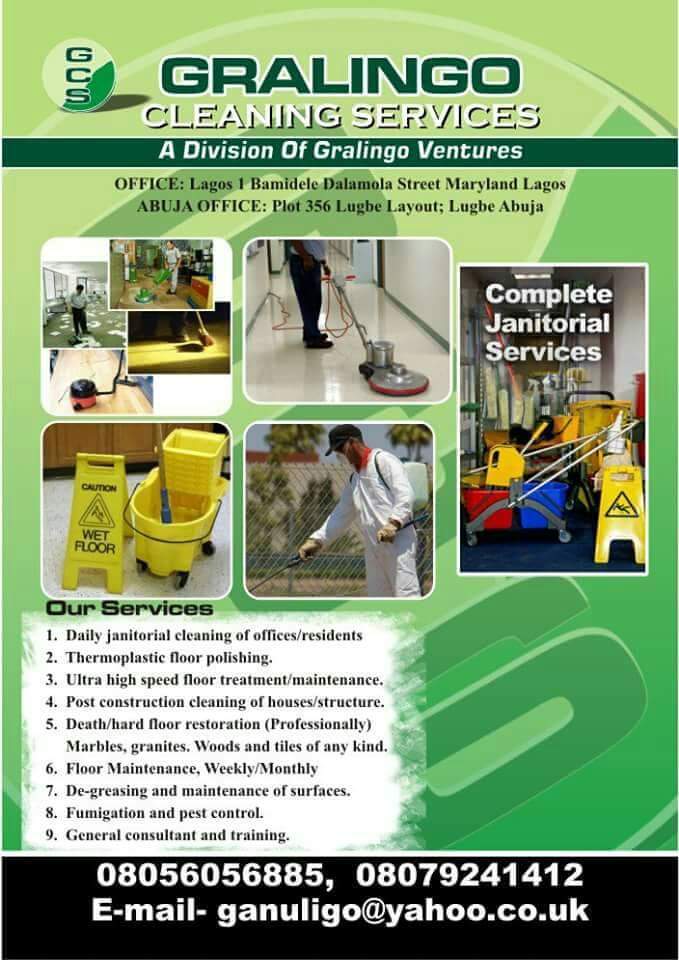 GCS
GRALINGO
CLEANING SERVICES
A Division Of Gralingo Ventures
OFFICE: Lagos 1 Bamidele Dalamola Street Maryland Lagos
ABUJA OFFICE: Plot 356 Lugbe Layout; Lugbe Abuja
Complete
Janitorial
Services
CAUTION
WET
FLOOR
Our Services
1. Daily janitorial cleaning of offices/residents
2. Thermoplastic floor polishing.
3. Ultra high speed floor treatment/maintenance.
4. Post construction cleaning of houses/structure.
5. Death/hard floor restoration (Professionally)
Marbles, granites. Woods and tiles of any kind.
6. Floor Maintenance, Weekly/Monthly
7. De-greasing and maintenance of surfaces.
8. Fumigation and pest control.
9. General consultant and training.
08056056885, 08079241412
E-mail- ganuligo@yahoo.co.uk